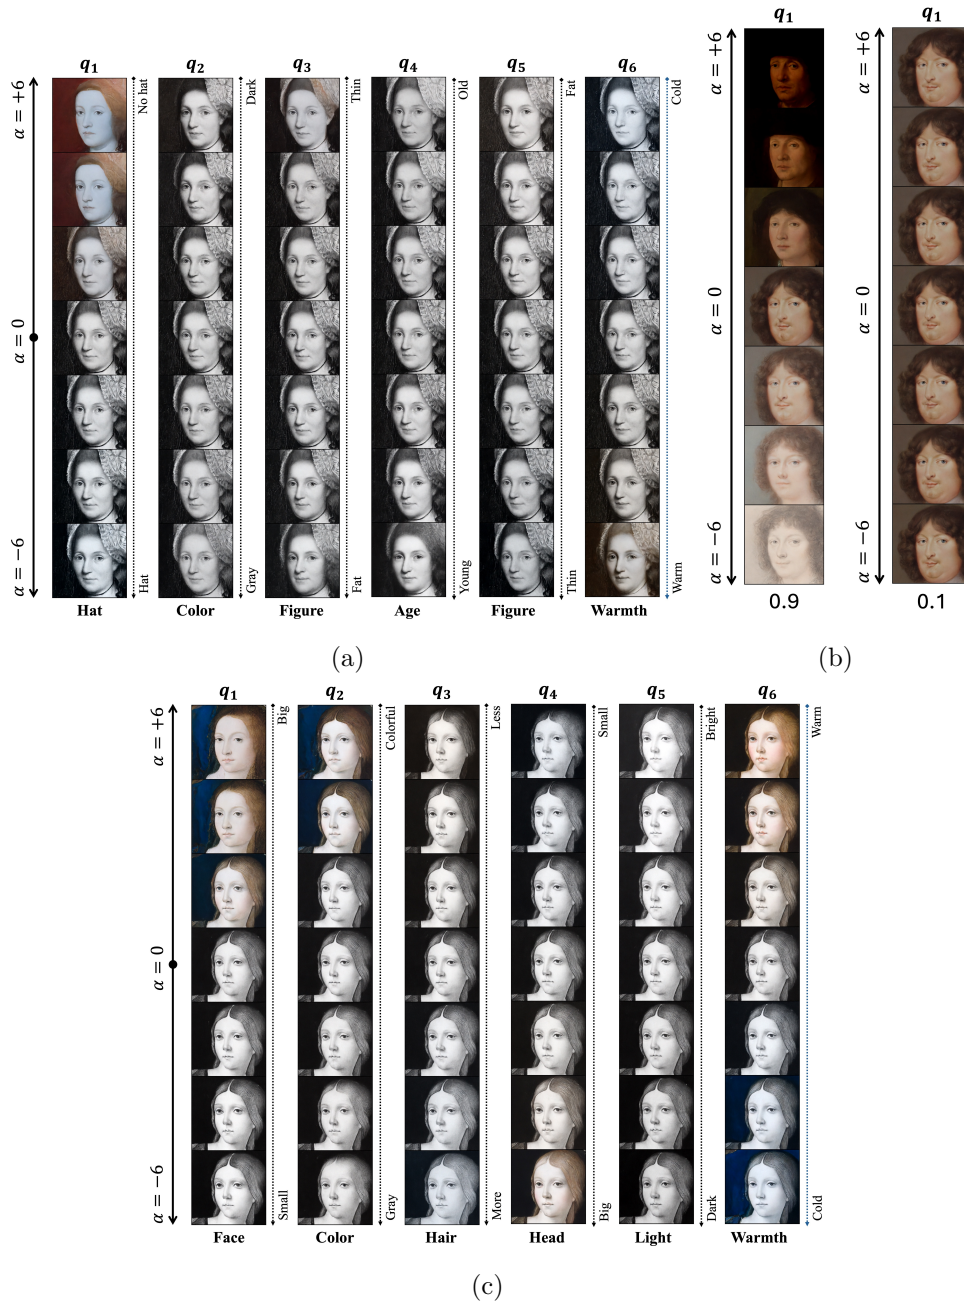 q₁ q₂ q₃ q₄ q₅ q₆
α = +6
α = 0
α = −6
No hat
Hat
Dark
Gray
Thin
Fat
Old
Young
Fat
Thin
Cold
Warm
Hat Color Figure Age Figure Warmth
(a)
q₁ q₁
α = +6
α = 0
α = −6
α = +6
α = 0
α = −6
0.9 0.1
(b)
q₁ q₂ q₃ q₄ q₅ q₆
α = +6
α = 0
α = −6
Big
Small
Colorful
Gray
Less
More
Small
Big
Bright
Dark
Warm
Cold
Face Color Hair Head Light Warmth
(c)